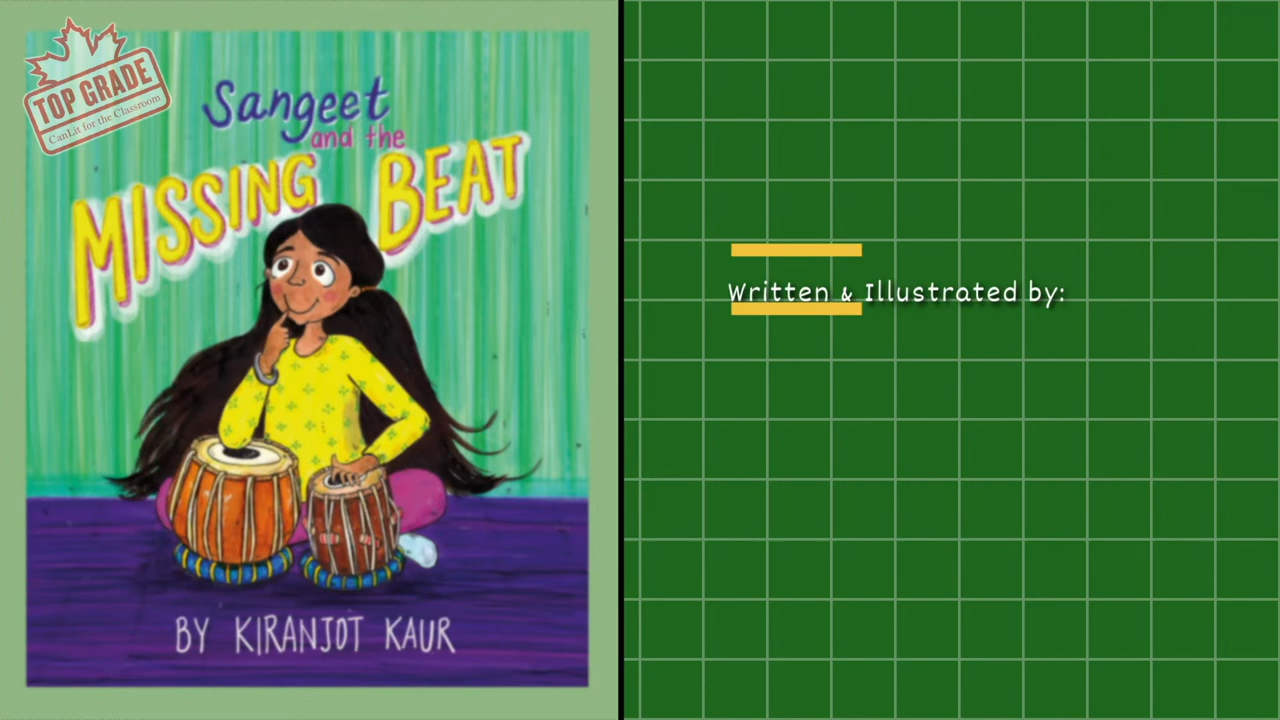 TOP GRADE
CanLit for the Classroom
Sangeet
and the
MISSING BEAT
BY KIRANJOT KAUR
Written & Illustrated by: